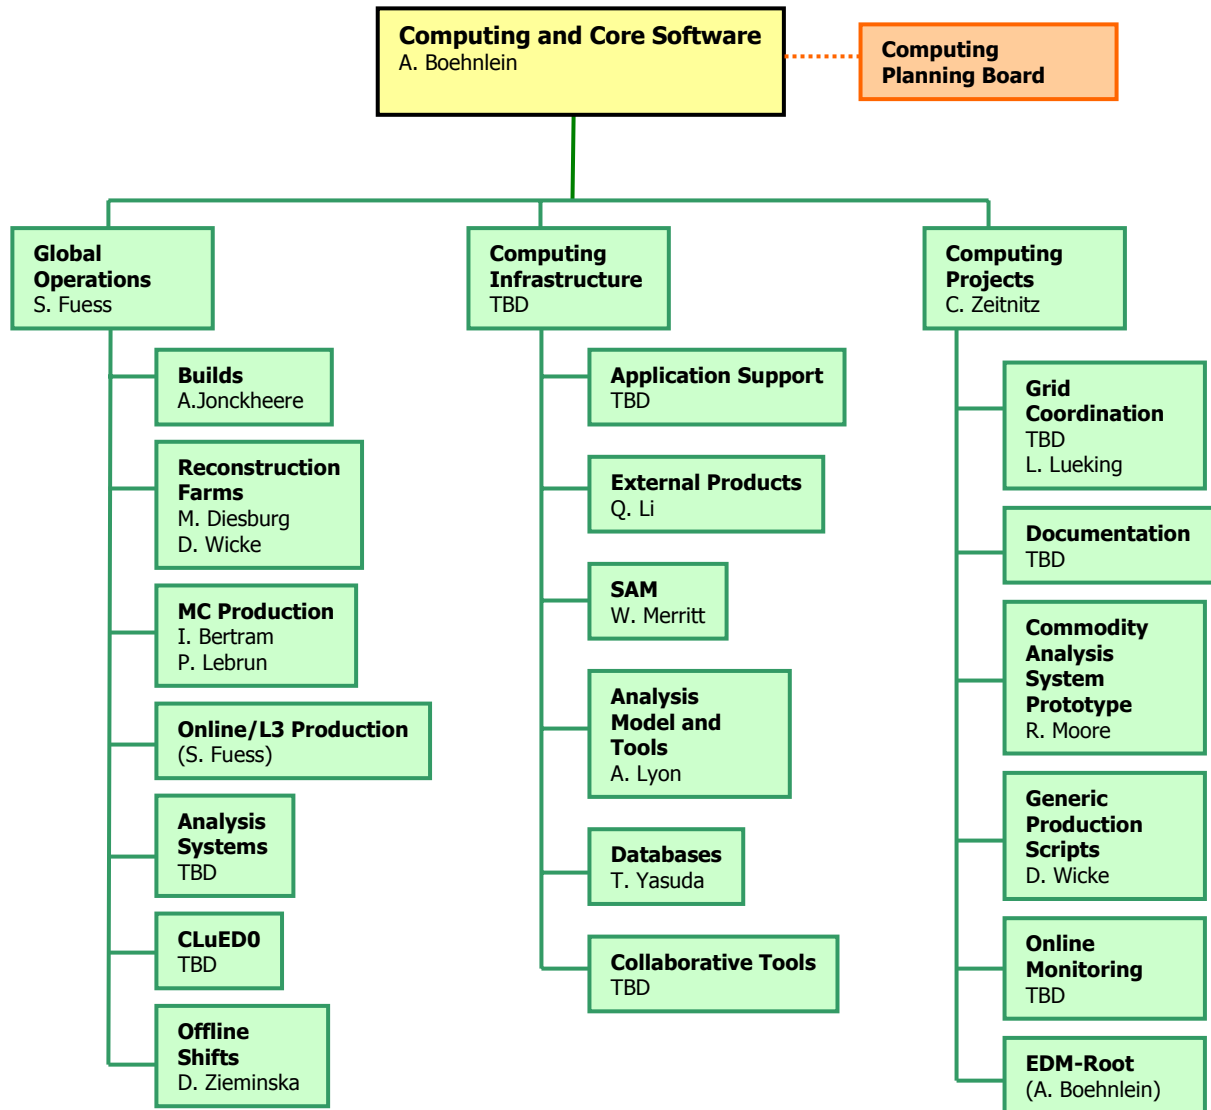 Computing and Core Software
A. Boehnlein
Computing
Planning Board
Global
Operations
S. Fuess
Builds
A.Jonckheere
Reconstruction
Farms
M. Diesburg
D. Wicke
MC Production
I. Bertram
P. Lebrun
Online/L3 Production
(S. Fuess)
Analysis
Systems
TBD
CLuED0
TBD
Offline
Shifts
D. Zieminska
Computing
Infrastructure
TBD
Application Support
TBD
External Products
Q. Li
SAM
W. Merritt
Analysis
Model and
Tools
A. Lyon
Databases
T. Yasuda
Collaborative Tools
TBD
Computing
Projects
C. Zeitnitz
Grid
Coordination
TBD
L. Lueking
Documentation
TBD
Commodity
Analysis
System
Prototype
R. Moore
Generic
Production
Scripts
D. Wicke
Online
Monitoring
TBD
EDM-Root
(A. Boehnlein)